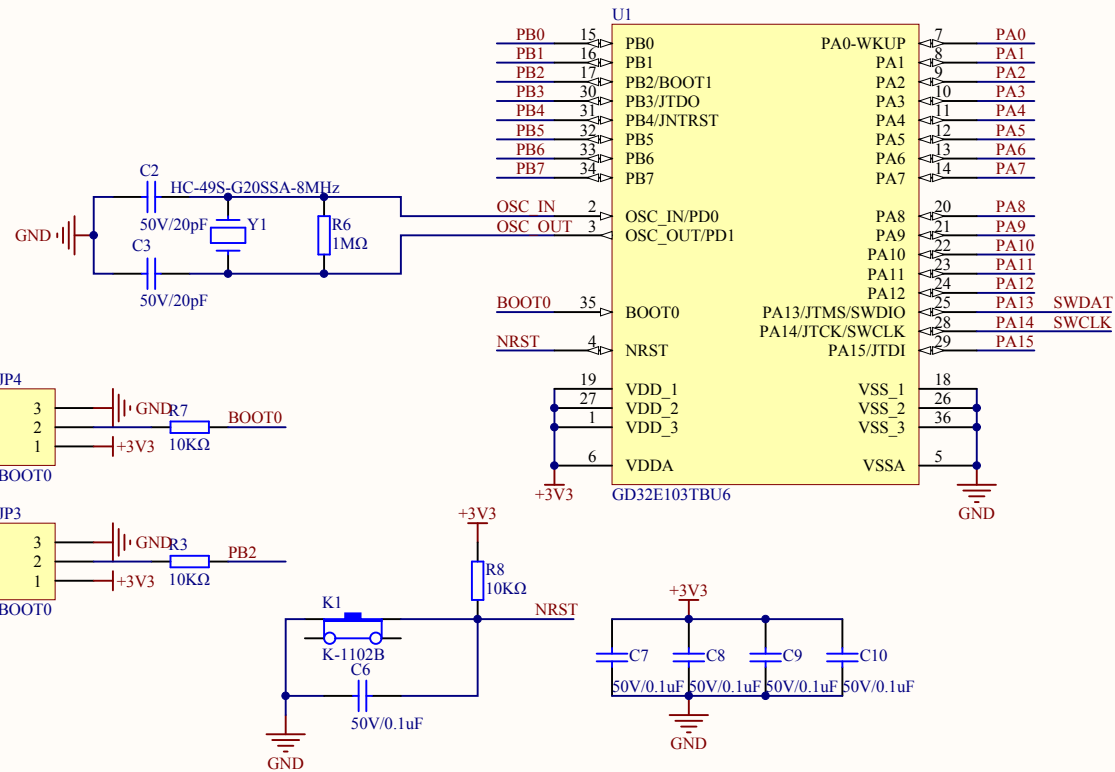 U1
PB0 15 PB0 PA0-WKUP 7 PA0
PB1 16 PB1 PA1 8 PA1
PB2 17 PB2/BOOT1 PA2 9 PA2
PB3 30 PB3/JTDO PA3 10 PA3
PB4 31 PB4/JNTRST PA4 11 PA4
PB5 32 PB5 PA5 12 PA5
PB6 33 PB6 PA6 13 PA6
PB7 34 PB7 PA7 14 PA7
C2
HC-49S-G20SSA-8MHz
50V/20pF
Y1
R6
1MΩ
GND
C3
50V/20pF
OSC_IN 2 OSC_IN/PD0 PA8 20 PA8
OSC_OUT 3 OSC_OUT/PD1 PA9 21 PA9
PA10 22 PA10
PA11 23 PA11
PA12 24 PA12
BOOT0 35 BOOT0 PA13/JTMS/SWDIO 25 PA13 SWDAT
PA14/JTCK/SWCLK 28 PA14 SWCLK
NRST 4 NRST PA15/JTDI 29 PA15
19 VDD_1 VSS_1 18
27 VDD_2 VSS_2 26
1 VDD_3 VSS_3 36
6 VDDA VSSA 5
+3V3
GD32E103TBU6
GND
JP4
3 GND
2 R7 BOOT0
10KΩ
1 +3V3
BOOT0
JP3
3 GND
2 R3 PB2
10KΩ
1 +3V3
BOOT0
+3V3
R8
10KΩ
K1
NRST
K-1102B
C6
50V/0.1uF
GND
+3V3
C7 C8 C9 C10
50V/0.1uF 50V/0.1uF 50V/0.1uF 50V/0.1uF
GND